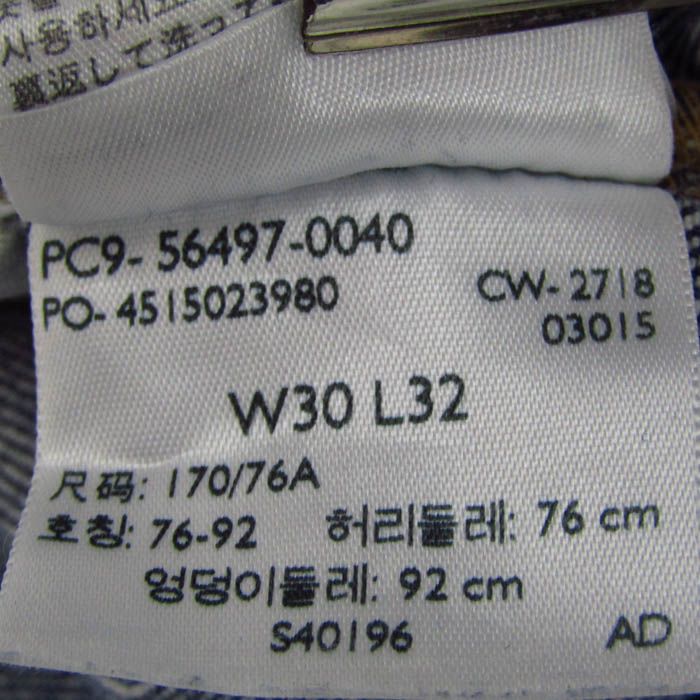 사용하세요
裏返して洗っ
PC9- 56497-0040
PO- 4515023980
CW- 2718
03015
W30 L32
尺码: 170/76A
호칭: 76-92 허리둘레: 76 cm
엉덩이둘레: 92 cm
S40196 AD